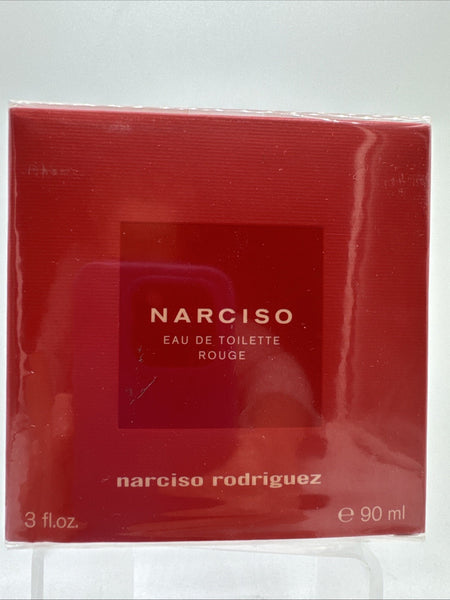 NARCISO
EAU DE TOILETTE
ROUGE
narciso rodriguez
3 fl.oz. ℮ 90 ml